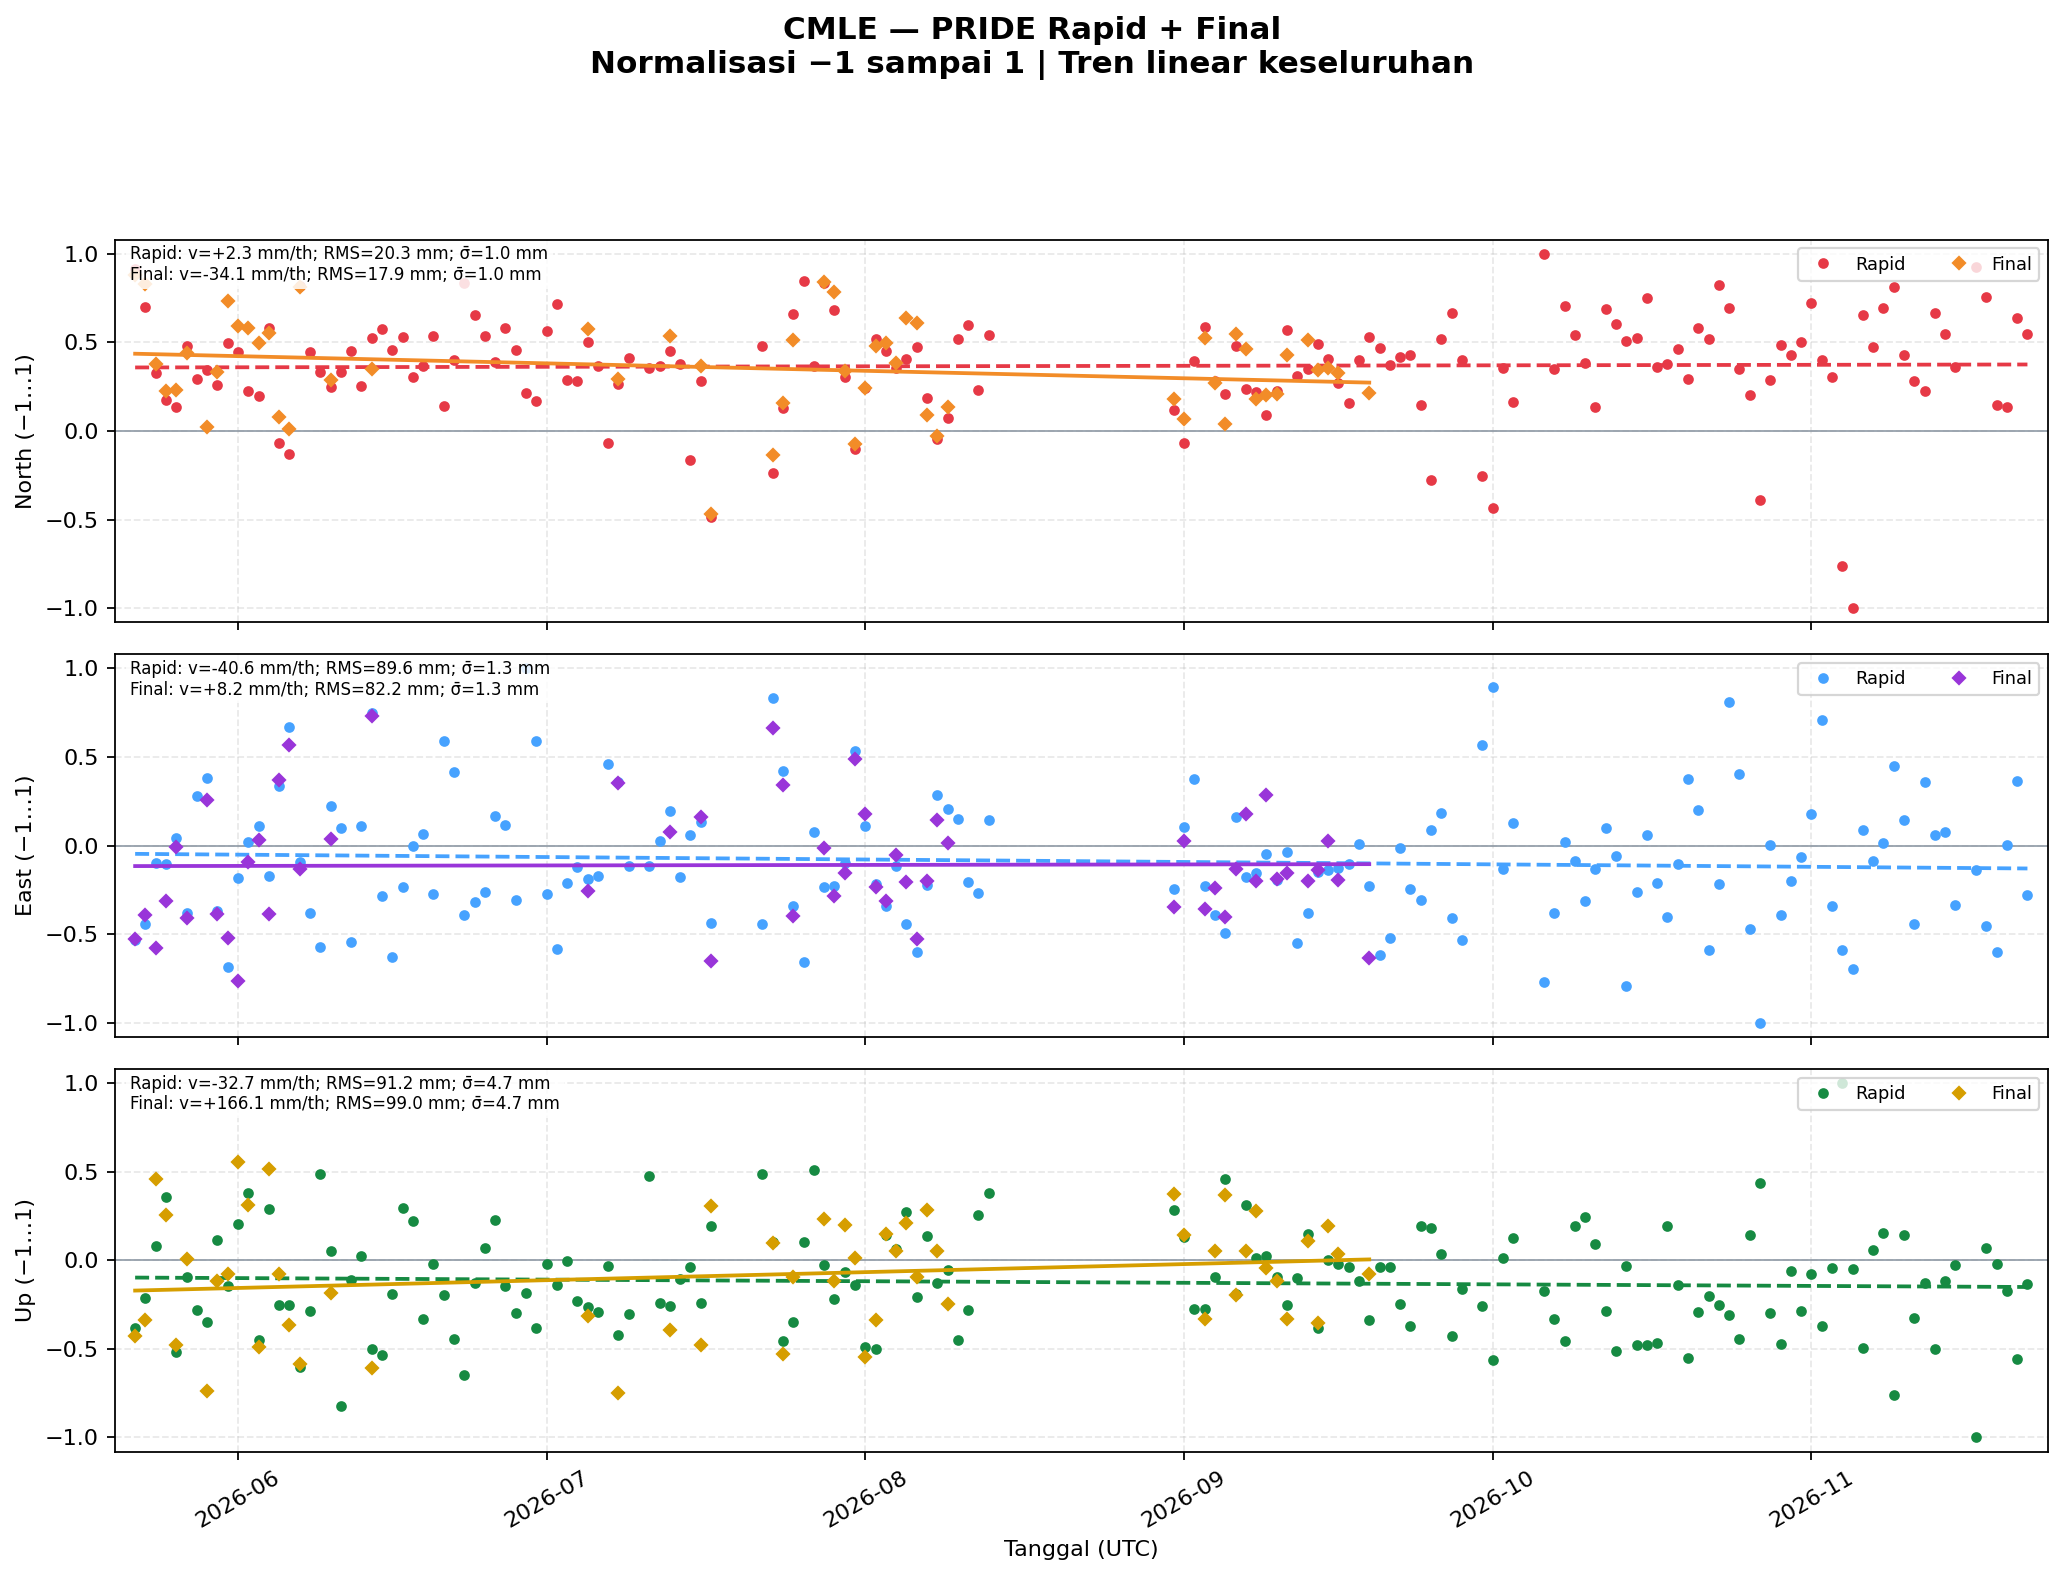 CMLE — PRIDE Rapid + Final
Normalisasi −1 sampai 1 | Tren linear keseluruhan
Rapid: v=+2.3 mm/th; RMS=20.3 mm; σ̄=1.0 mm
Final: v=-34.1 mm/th; RMS=17.9 mm; σ̄=1.0 mm
Rapid Final
North (−1...1)
1.0
0.5
0.0
−0.5
−1.0
Rapid: v=-40.6 mm/th; RMS=89.6 mm; σ̄=1.3 mm
Final: v=+8.2 mm/th; RMS=82.2 mm; σ̄=1.3 mm
Rapid Final
East (−1...1)
1.0
0.5
0.0
−0.5
−1.0
Rapid: v=-32.7 mm/th; RMS=91.2 mm; σ̄=4.7 mm
Final: v=+166.1 mm/th; RMS=99.0 mm; σ̄=4.7 mm
Rapid Final
Up (−1...1)
1.0
0.5
0.0
−0.5
−1.0
2026-06 2026-07 2026-08 2026-09 2026-10 2026-11
Tanggal (UTC)